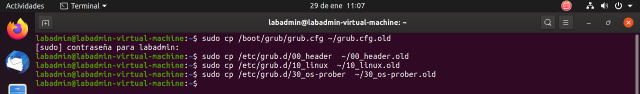 Actividades Terminal 29 de ene 11:07
labadmin@labadmin-virtual-machine: ~
labadmin@labadmin-virtual-machine:~$ sudo cp /boot/grub/grub.cfg ~/grub.cfg.old
[sudo] contraseña para labadmin:
labadmin@labadmin-virtual-machine:~$ sudo cp /etc/grub.d/00_header ~/00_header.old
labadmin@labadmin-virtual-machine:~$ sudo cp /etc/grub.d/10_linux ~/10_linux.old
labadmin@labadmin-virtual-machine:~$ sudo cp /etc/grub.d/30_os-prober ~/30_os-prober.old
labadmin@labadmin-virtual-machine:~$